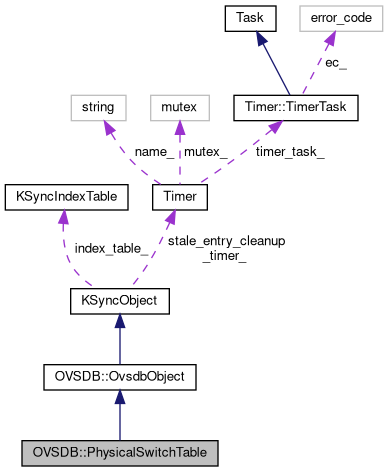 Task
error_code
ec_
string
mutex
Timer::TimerTask
name_
mutex_
timer_task_
KSyncIndexTable
Timer
index_table_
stale_entry_cleanup
_timer_
KSyncObject
OVSDB::OvsdbObject
OVSDB::PhysicalSwitchTable